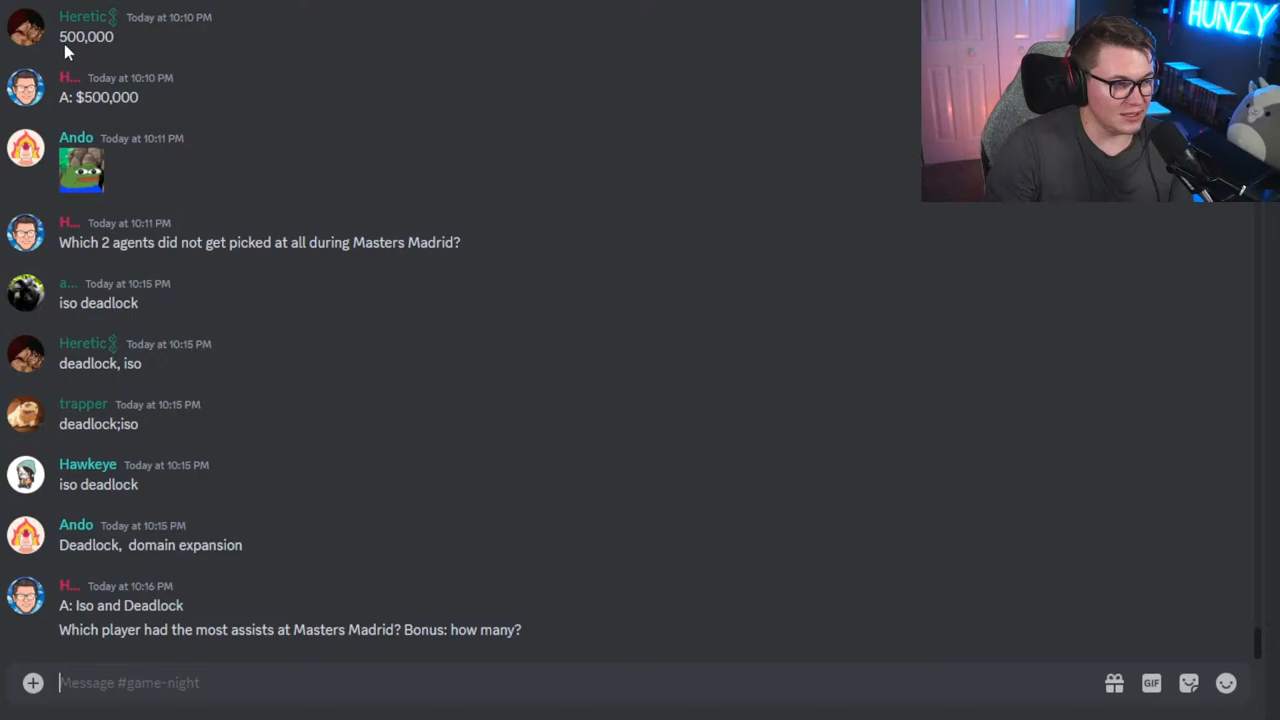 Heretic Today at 10:10 PM
500,000
H... Today at 10:10 PM
A: $500,000
Ando Today at 10:11 PM
H... Today at 10:11 PM
Which 2 agents did not get picked at all during Masters Madrid?
a... Today at 10:15 PM
iso deadlock
Heretic Today at 10:15 PM
deadlock, iso
trapper Today at 10:15 PM
deadlock;iso
Hawkeye Today at 10:15 PM
iso deadlock
Ando Today at 10:15 PM
Deadlock, domain expansion
H... Today at 10:16 PM
A: Iso and Deadlock
Which player had the most assists at Masters Madrid? Bonus: how many?
Message #game-night
GIF
HUNZY